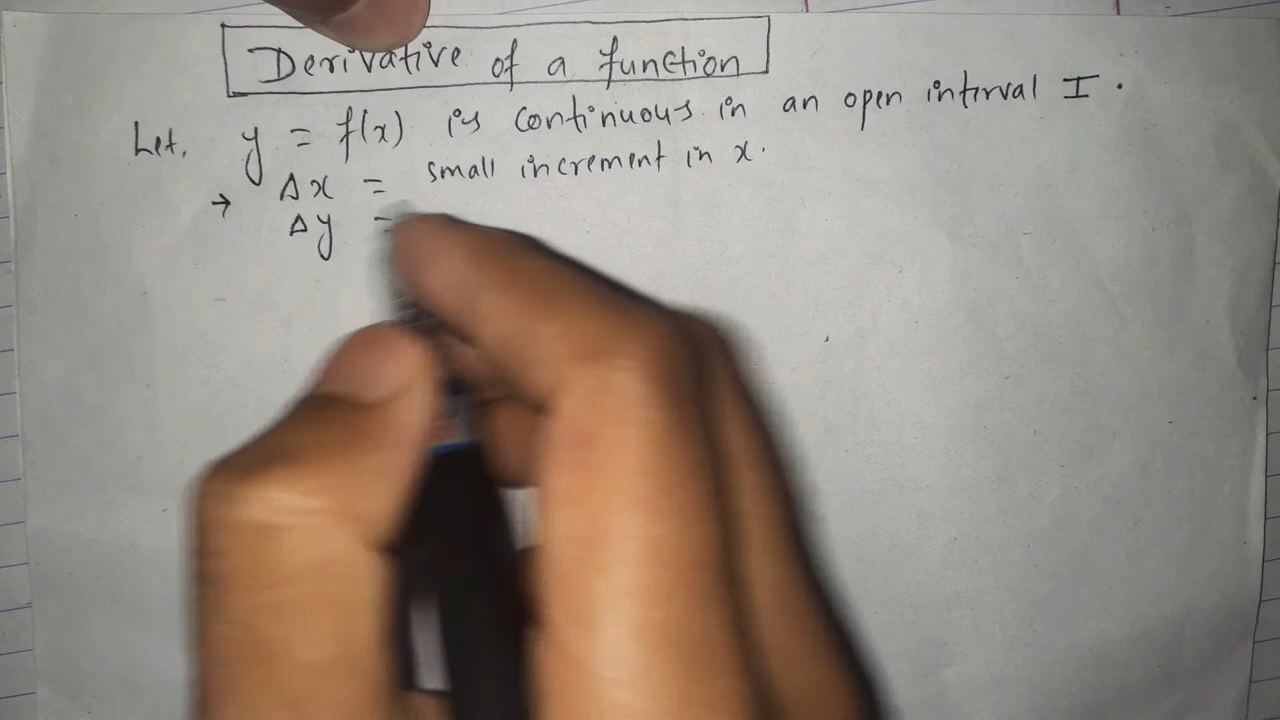 Derivative of a function
Let, y = f(x) is continuous in an open interval I.
→ Δx = small increment in x.
Δy =